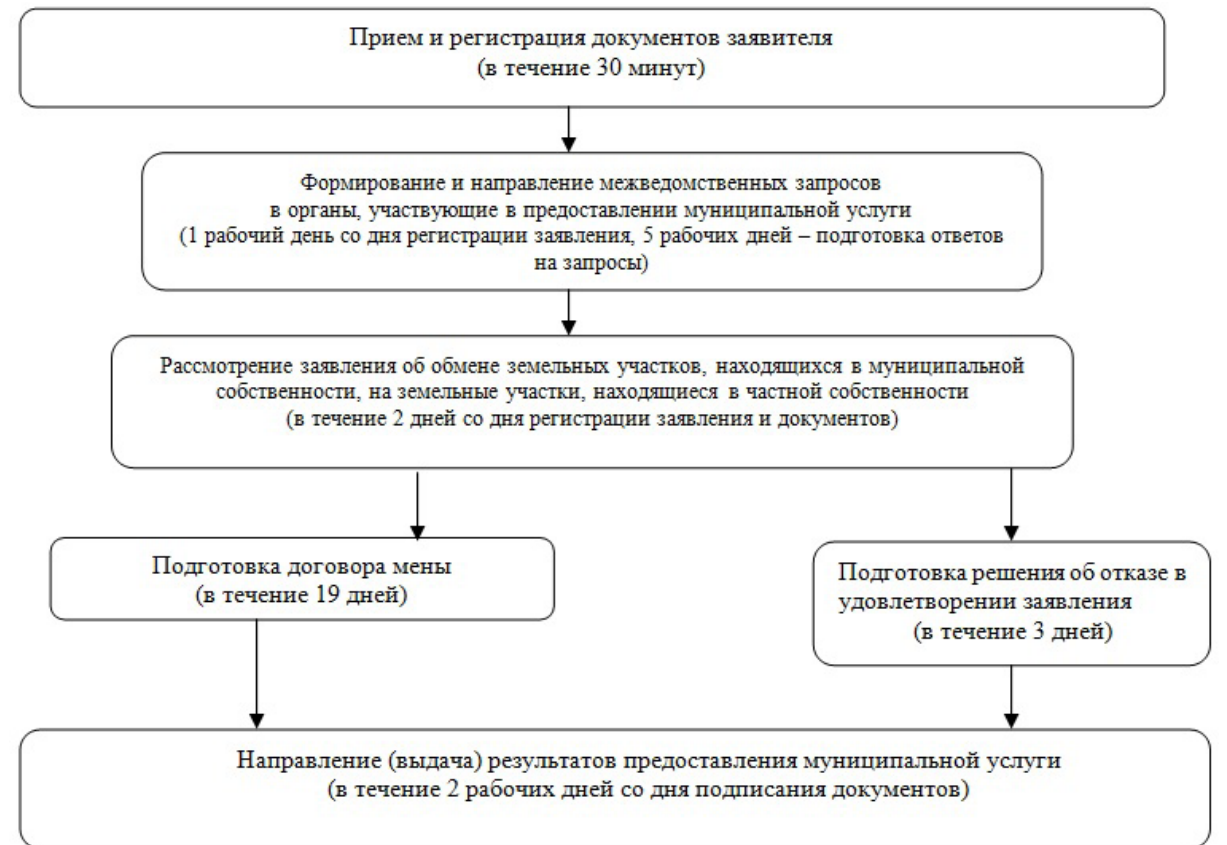 Прием и регистрация документов заявителя
(в течение 30 минут)
Формирование и направление межведомственных запросов
в органы, участвующие в предоставлении муниципальной услуги
(1 рабочий день со дня регистрации заявления, 5 рабочих дней – подготовка ответов
на запросы)
Рассмотрение заявления об обмене земельных участков, находящихся в муниципальной
собственности, на земельные участки, находящиеся в частной собственности
(в течение 2 дней со дня регистрации заявления и документов)
Подготовка договора мены
(в течение 19 дней)
Подготовка решения об отказе в
удовлетворении заявления
(в течение 3 дней)
Направление (выдача) результатов предоставления муниципальной услуги
(в течение 2 рабочих дней со дня подписания документов)